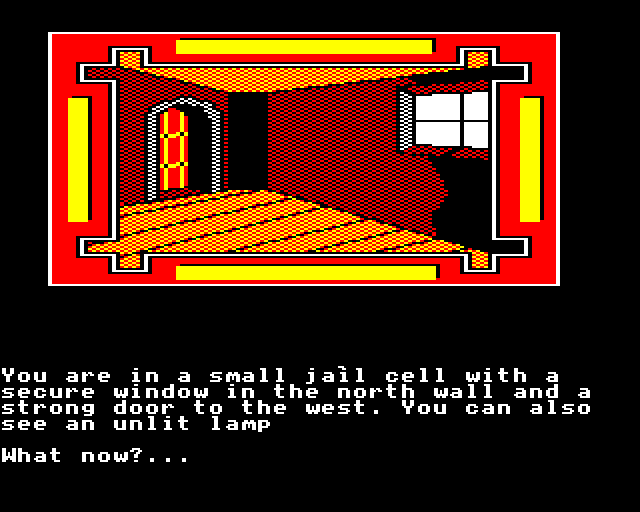 You are in a small jail cell with a
secure window in the north wall and a
strong door to the west. You can also
see an unlit lamp
What now?...